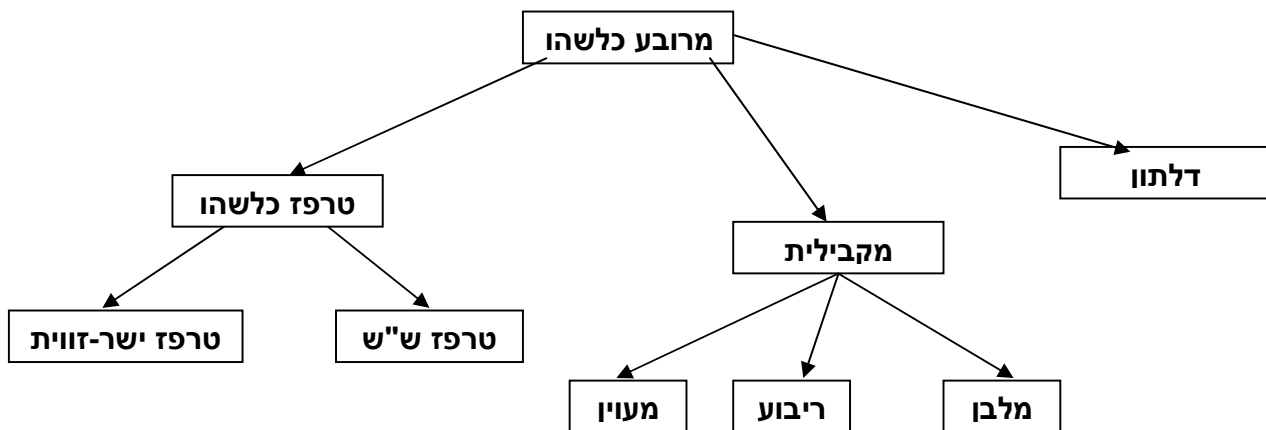 מרובע כלשהו
דלתון
טרפז כלשהו
מקבילית
טרפז ש"ש
טרפז ישר-זווית
מלבן
ריבוע
מעוין